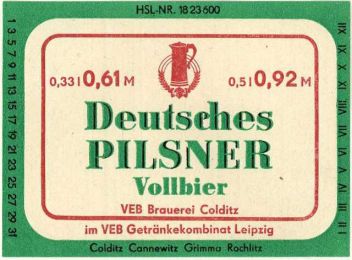 HSL-NR. 18 23 600
0,33 l 0,61 M
0,5 l 0,92 M
Deutsches
PILSNER
Vollbier
VEB Brauerei Colditz
im VEB Getränkekombinat Leipzig
Colditz Cannewitz Grimma Rochlitz
1 3 5 7 9 11 13 15 17 19 21 23 25 27 29 31
I II III IV V VI VII VIII IX X XI XII